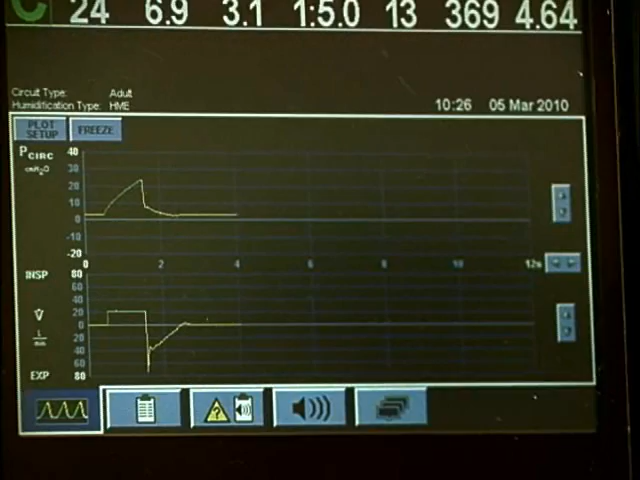 C 24 6.9 3.1 1:5.0 13 369 4.64
Circuit Type: Adult
Humidification Type: HME
10:26 05 Mar 2010
PLOT SETUP FREEZE
PCIRC
cmH2O
40
30
20
10
0
-10
-20
0 2 4 6 8 10 12s
INSP
80
60
40
20
0
20
40
60
80
V
L
min
EXP
?